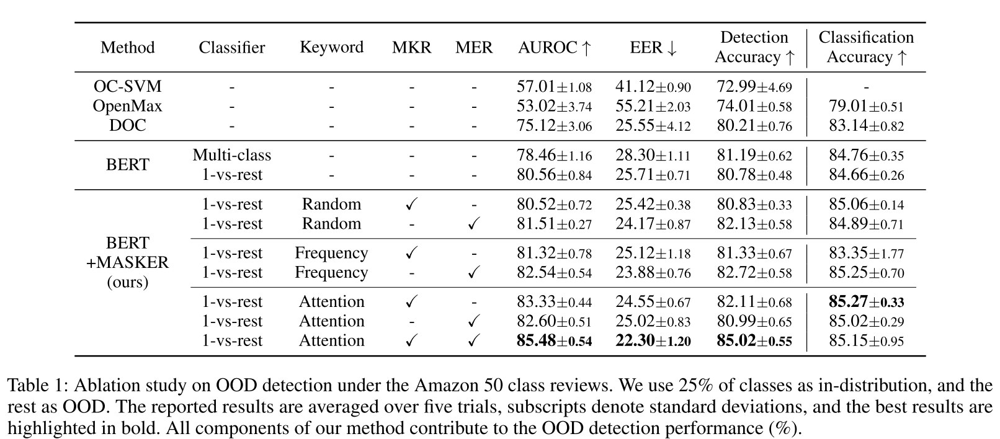 Method Classifier Keyword MKR MER AUROC ↑ EER ↓ Detection Accuracy ↑ Classification Accuracy ↑
OC-SVM - - - - 57.01±1.08 41.12±0.90 72.99±4.69 -
OpenMax - - - - 53.02±3.74 55.21±2.03 74.01±0.58 79.01±0.51
DOC - - - - 75.12±3.06 25.55±4.12 80.21±0.76 83.14±0.82
BERT
Multi-class - - - 78.46±1.16 28.30±1.11 81.19±0.62 84.76±0.35
1-vs-rest - - - 80.56±0.84 25.71±0.71 80.78±0.48 84.66±0.26
BERT
+MASKER
(ours)
1-vs-rest Random ✓ - 80.52±0.72 25.42±0.38 80.83±0.33 85.06±0.14
1-vs-rest Random - ✓ 81.51±0.27 24.17±0.87 82.13±0.58 84.89±0.71
1-vs-rest Frequency ✓ - 81.32±0.78 25.12±1.18 81.33±0.67 83.35±1.77
1-vs-rest Frequency - ✓ 82.54±0.54 23.88±0.76 82.72±0.58 85.25±0.70
1-vs-rest Attention ✓ - 83.33±0.44 24.55±0.67 82.11±0.68 85.27±0.33
1-vs-rest Attention - ✓ 82.60±0.51 25.02±0.83 80.99±0.65 85.02±0.29
1-vs-rest Attention ✓ ✓ 85.48±0.54 22.30±1.20 85.02±0.55 85.15±0.95
Table 1: Ablation study on OOD detection under the Amazon 50 class reviews. We use 25% of classes as in-distribution, and the
rest as OOD. The reported results are averaged over five trials, subscripts denote standard deviations, and the best results are
highlighted in bold. All components of our method contribute to the OOD detection performance (%).